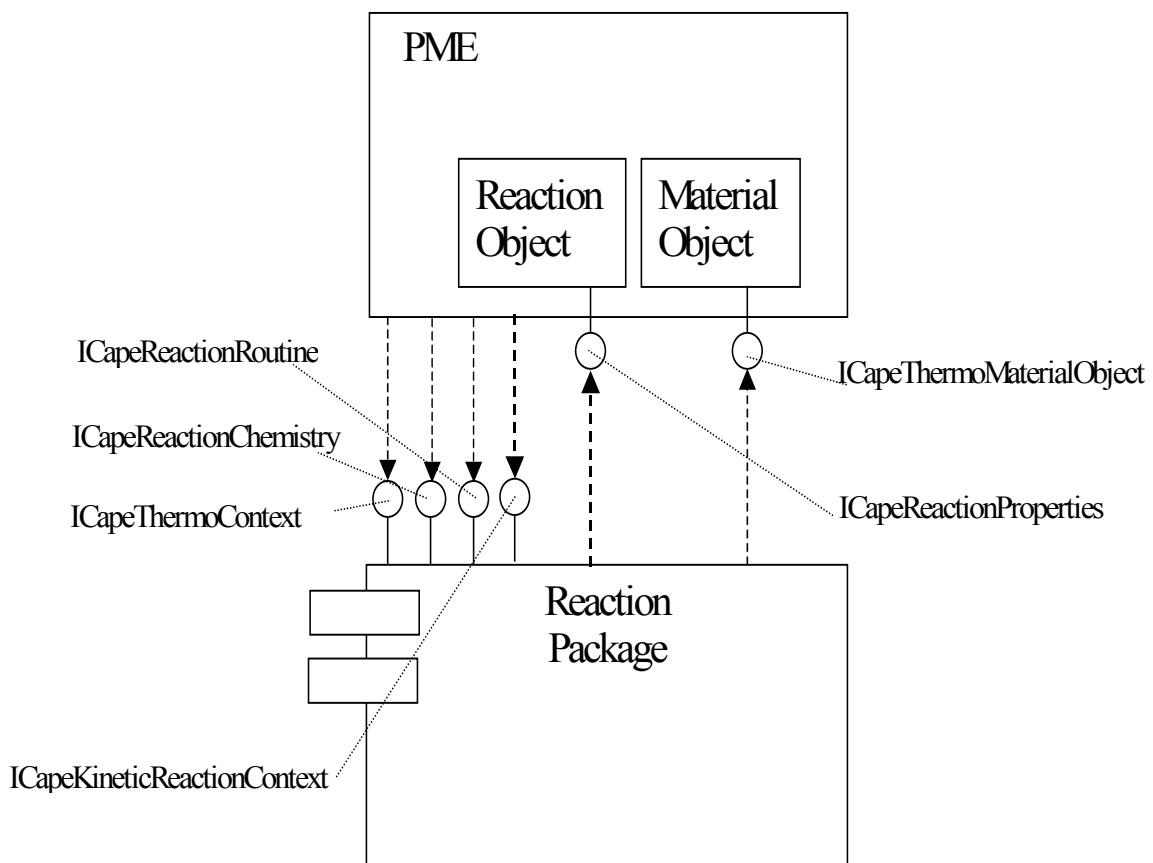 PME
Reaction
Object
Material
Object
ICapeReactionRoutine
ICapeThermoMaterialObject
ICapeReactionChemistry
ICapeThermoContext
ICapeReactionProperties
Reaction
Package
ICapeKineticReactionContext